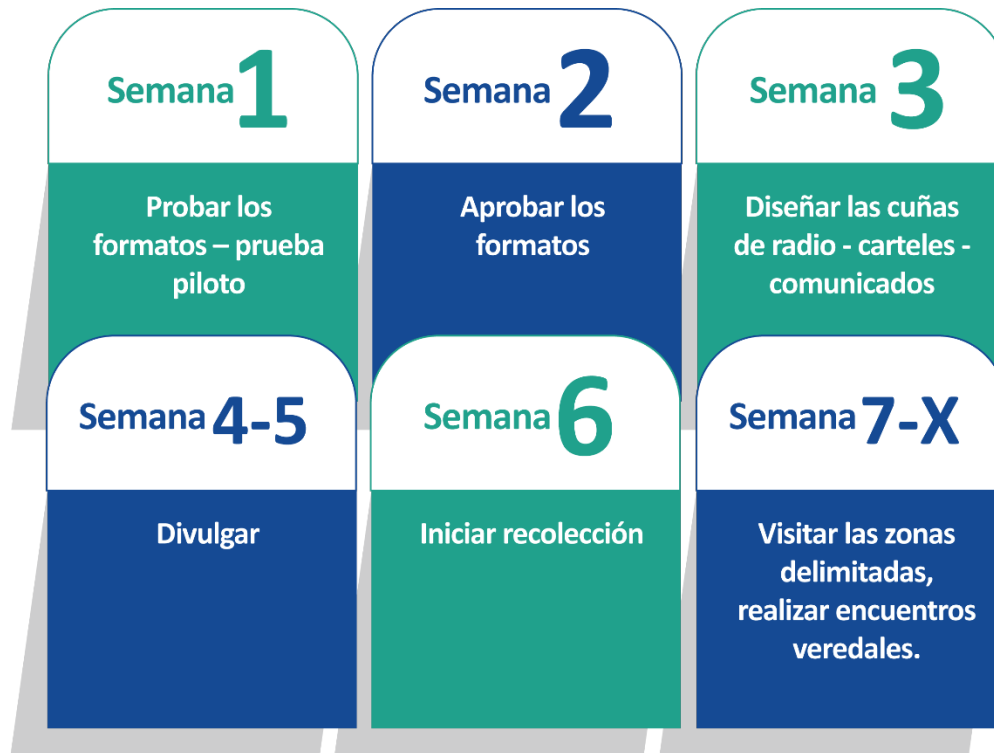 Semana 1
Probar los
formatos – prueba
piloto
Semana 2
Aprobar los
formatos
Semana 3
Diseñar las cuñas
de radio - carteles -
comunicados
Semana 4-5
Divulgar
Semana 6
Iniciar recolección
Semana 7-X
Visitar las zonas
delimitadas,
realizar encuentros
veredales.